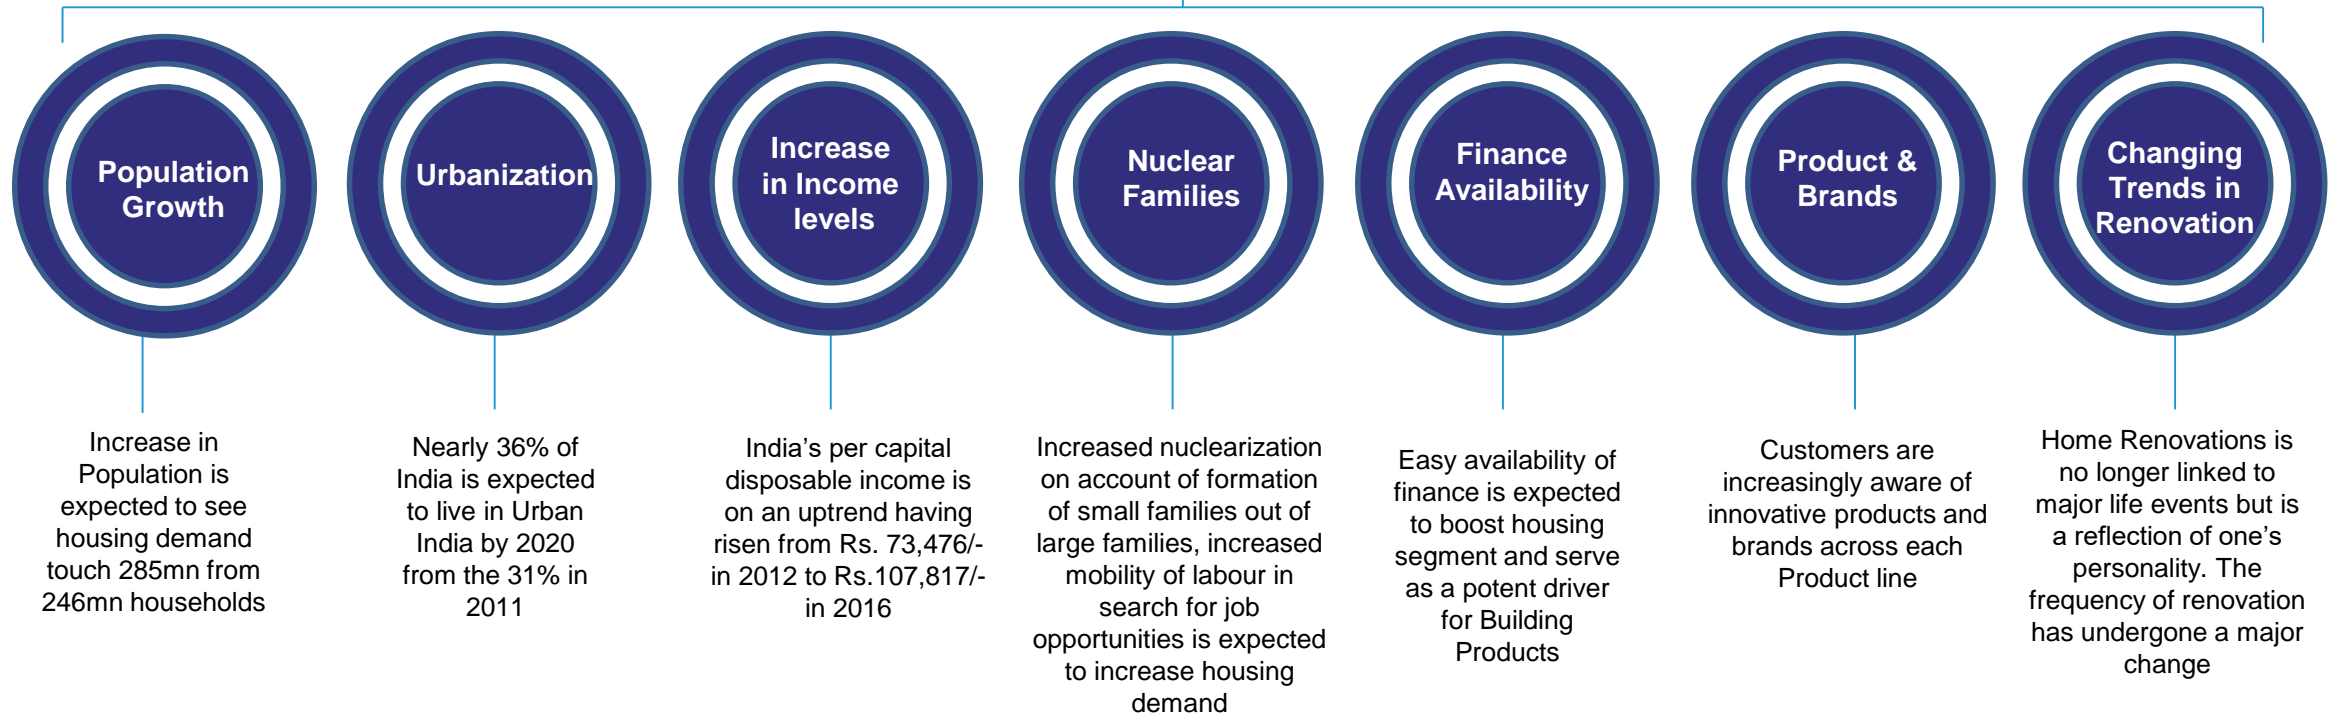 Population
Growth
Urbanization
Increase
in Income
levels
Nuclear
Families
Finance
Availability
Product &
Brands
Changing
Trends in
Renovation
Increase in
Population is
expected to see
housing demand
touch 285mn from
246mn households
Nearly 36% of
India is expected
to live in Urban
India by 2020
from the 31% in
2011
India’s per capital
disposable income is
on an uptrend having
risen from Rs. 73,476/-
in 2012 to Rs.107,817/-
in 2016
Increased nuclearization
on account of formation
of small families out of
large families, increased
mobility of labour in
search for job
opportunities is expected
to increase housing
demand
Easy availability of
finance is expected
to boost housing
segment and serve
as a potent driver
for Building
Products
Customers are
increasingly aware of
innovative products and
brands across each
Product line
Home Renovations is
no longer linked to
major life events but is
a reflection of one’s
personality. The
frequency of renovation
has undergone a major
change